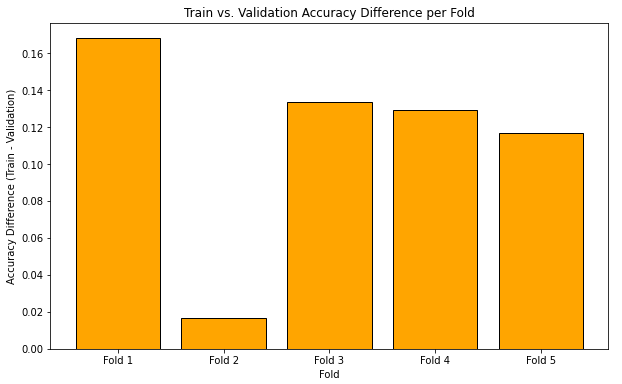 Train vs. Validation Accuracy Difference per Fold
Accuracy Difference (Train - Validation)
0.16
0.14
0.12
0.10
0.08
0.06
0.04
0.02
0.00
Fold 1 Fold 2 Fold 3 Fold 4 Fold 5
Fold